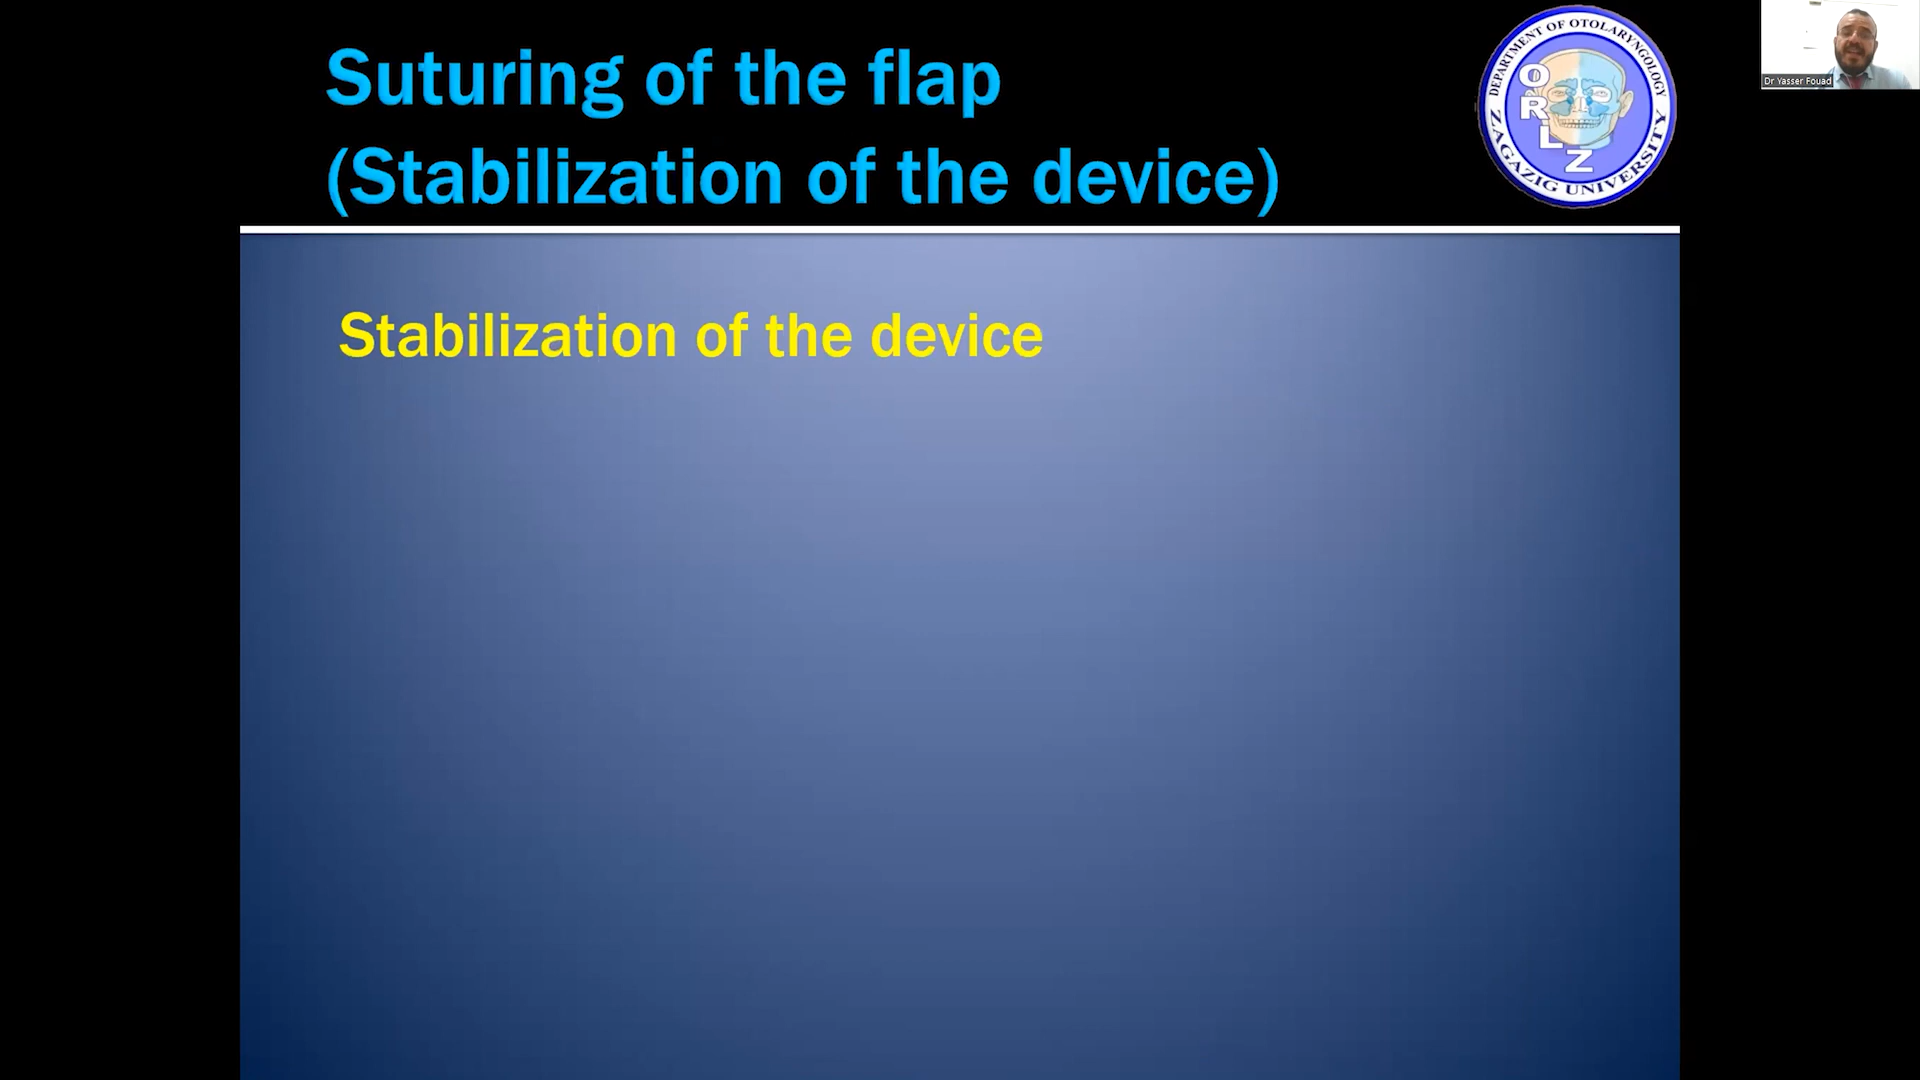 Suturing of the flap
(Stabilization of the device)
DEPARTMENT OF OTOLARYNGOLOGY
O
R
L
Z
ZAGAZIG UNIVERSITY
Dr Yasser Fouad
Stabilization of the device